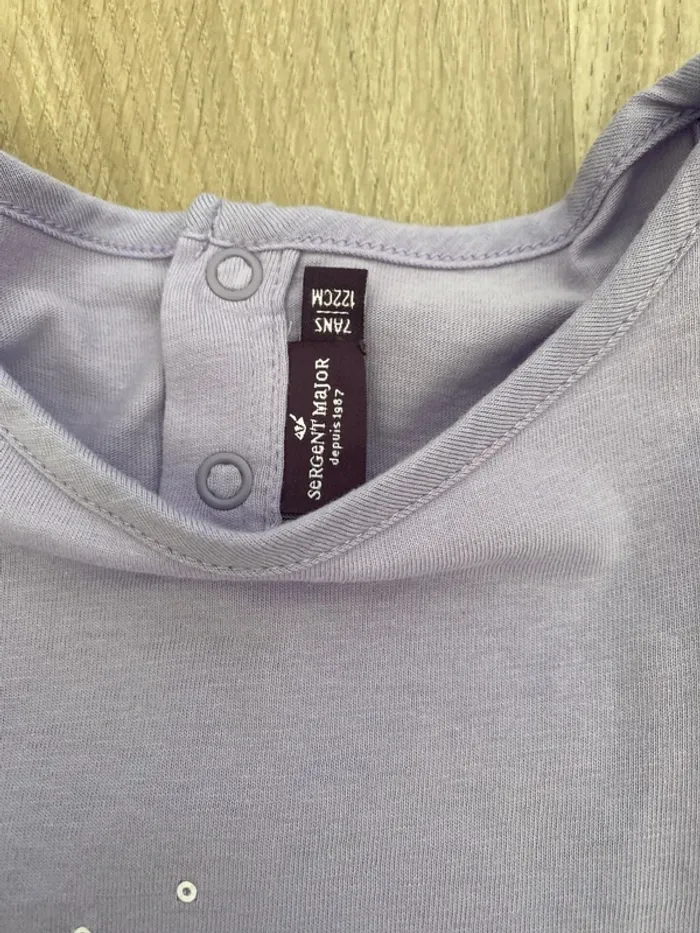 7ANS
122CM
SeRGeNT MaJoR
depuis 1987